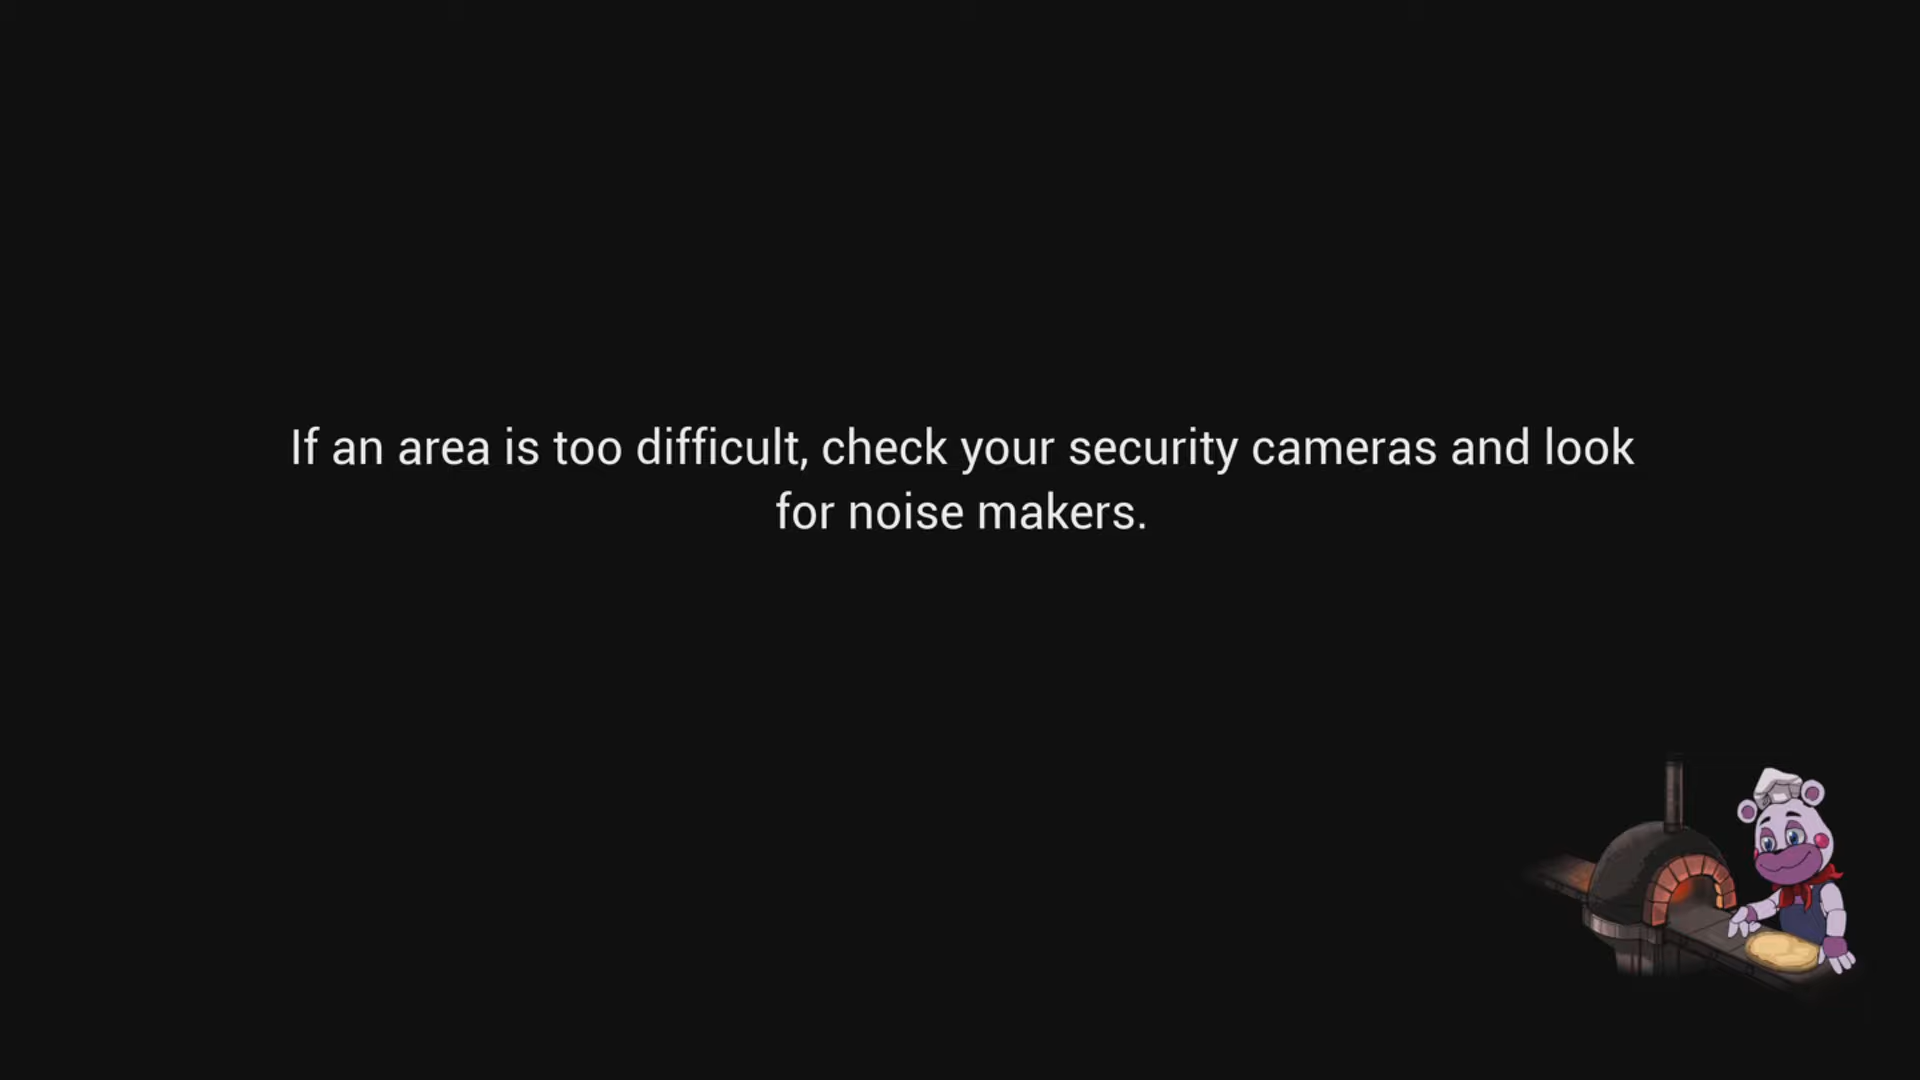 If an area is too difficult, check your security cameras and look
for noise makers.